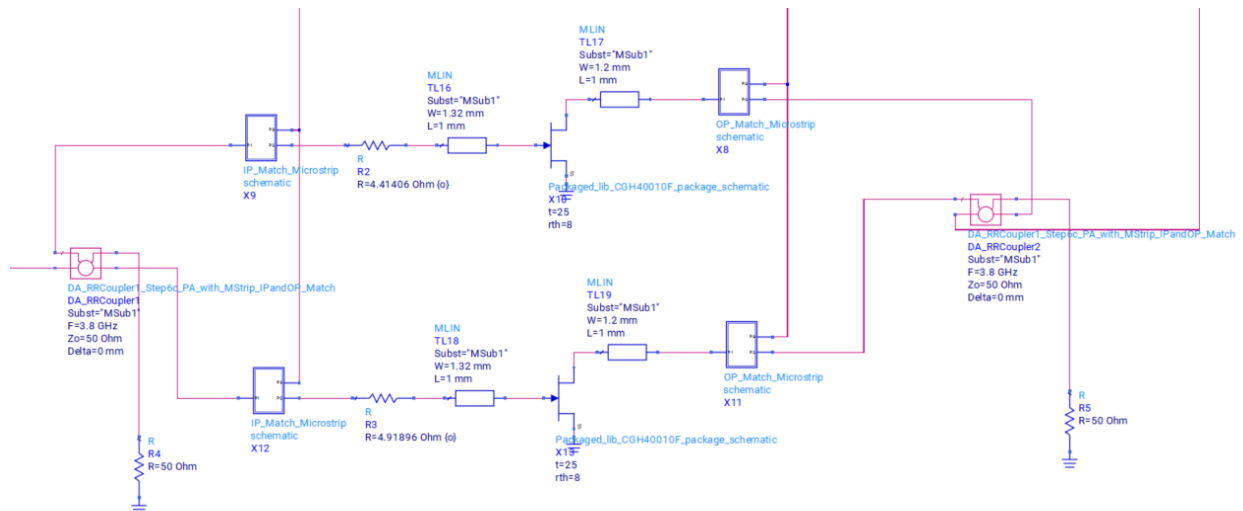 MLIN
TL17
Subst="MSub1"
W=1.2 mm
L=1 mm
MLIN
TL16
Subst="MSub1"
W=1.32 mm
L=1 mm
OP_Match_Microstrip
schematic
X8
IP_Match_Microstrip
schematic
X9
R
R2
R=4.41406 Ohm {o}
Packaged_lib_CGH40010F_package_schematic
t=25
rth=8
DA_RRCoupler1_Step6c_PA_with_MStrip_IPandOP_Match
DA_RRCoupler2
Subst="MSub1"
F=3.8 GHz
Zo=50 Ohm
Delta=0 mm
DA_RRCoupler1_Step6c_PA_with_MStrip_IPandOP_Match
DA_RRCoupler1
Subst="MSub1"
F=3.8 GHz
Zo=50 Ohm
Delta=0 mm
MLIN
TL19
Subst="MSub1"
W=1.2 mm
L=1 mm
MLIN
TL18
Subst="MSub1"
W=1.32 mm
L=1 mm
OP_Match_Microstrip
schematic
X11
IP_Match_Microstrip
schematic
X12
R
R3
R=4.91896 Ohm {o}
Packaged_lib_CGH40010F_package_schematic
t=25
rth=8
R
R4
R=50 Ohm
R
R5
R=50 Ohm